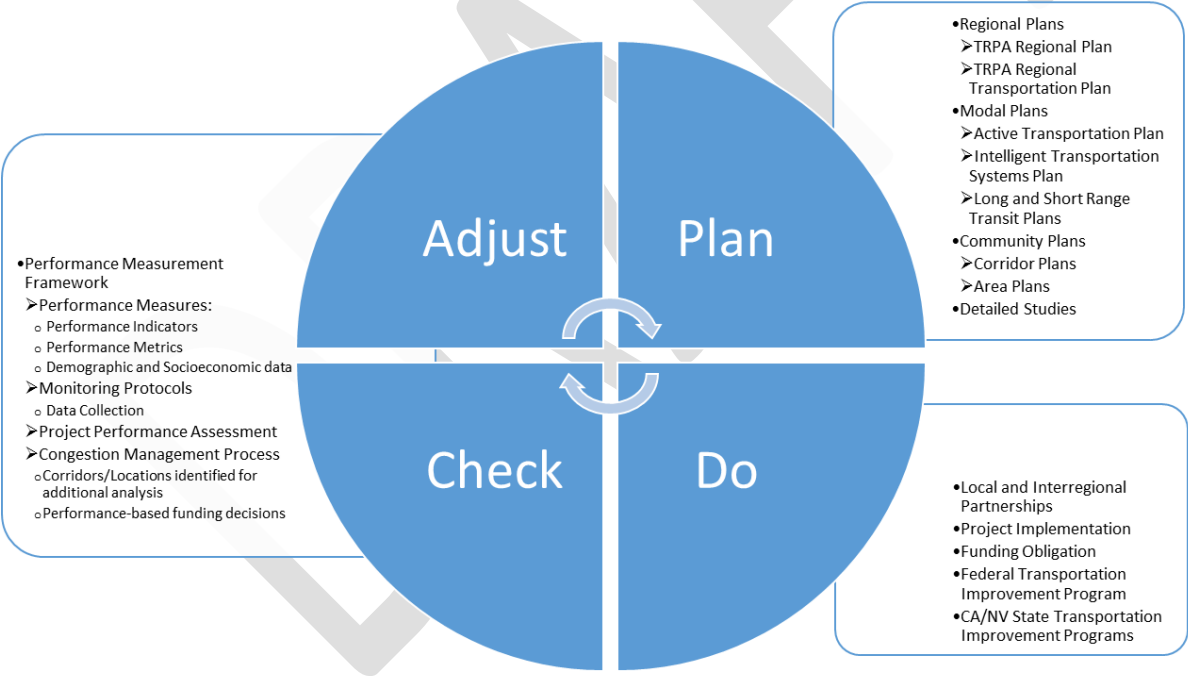 Adjust
Plan
Check
Do
•Performance Measurement
Framework
➢Performance Measures:
o Performance Indicators
o Performance Metrics
o Demographic and Socioeconomic data
➢Monitoring Protocols
o Data Collection
➢Project Performance Assessment
➢Congestion Management Process
oCorridors/Locations identified for
additional analysis
oPerformance-based funding decisions
•Regional Plans
➢TRPA Regional Plan
➢TRPA Regional
Transportation Plan
•Modal Plans
➢Active Transportation Plan
➢Intelligent Transportation
Systems Plan
➢Long and Short Range
Transit Plans
•Community Plans
➢Corridor Plans
➢Area Plans
•Detailed Studies
•Local and Interregional
Partnerships
•Project Implementation
•Funding Obligation
•Federal Transportation
Improvement Program
•CA/NV State Transportation
Improvement Programs